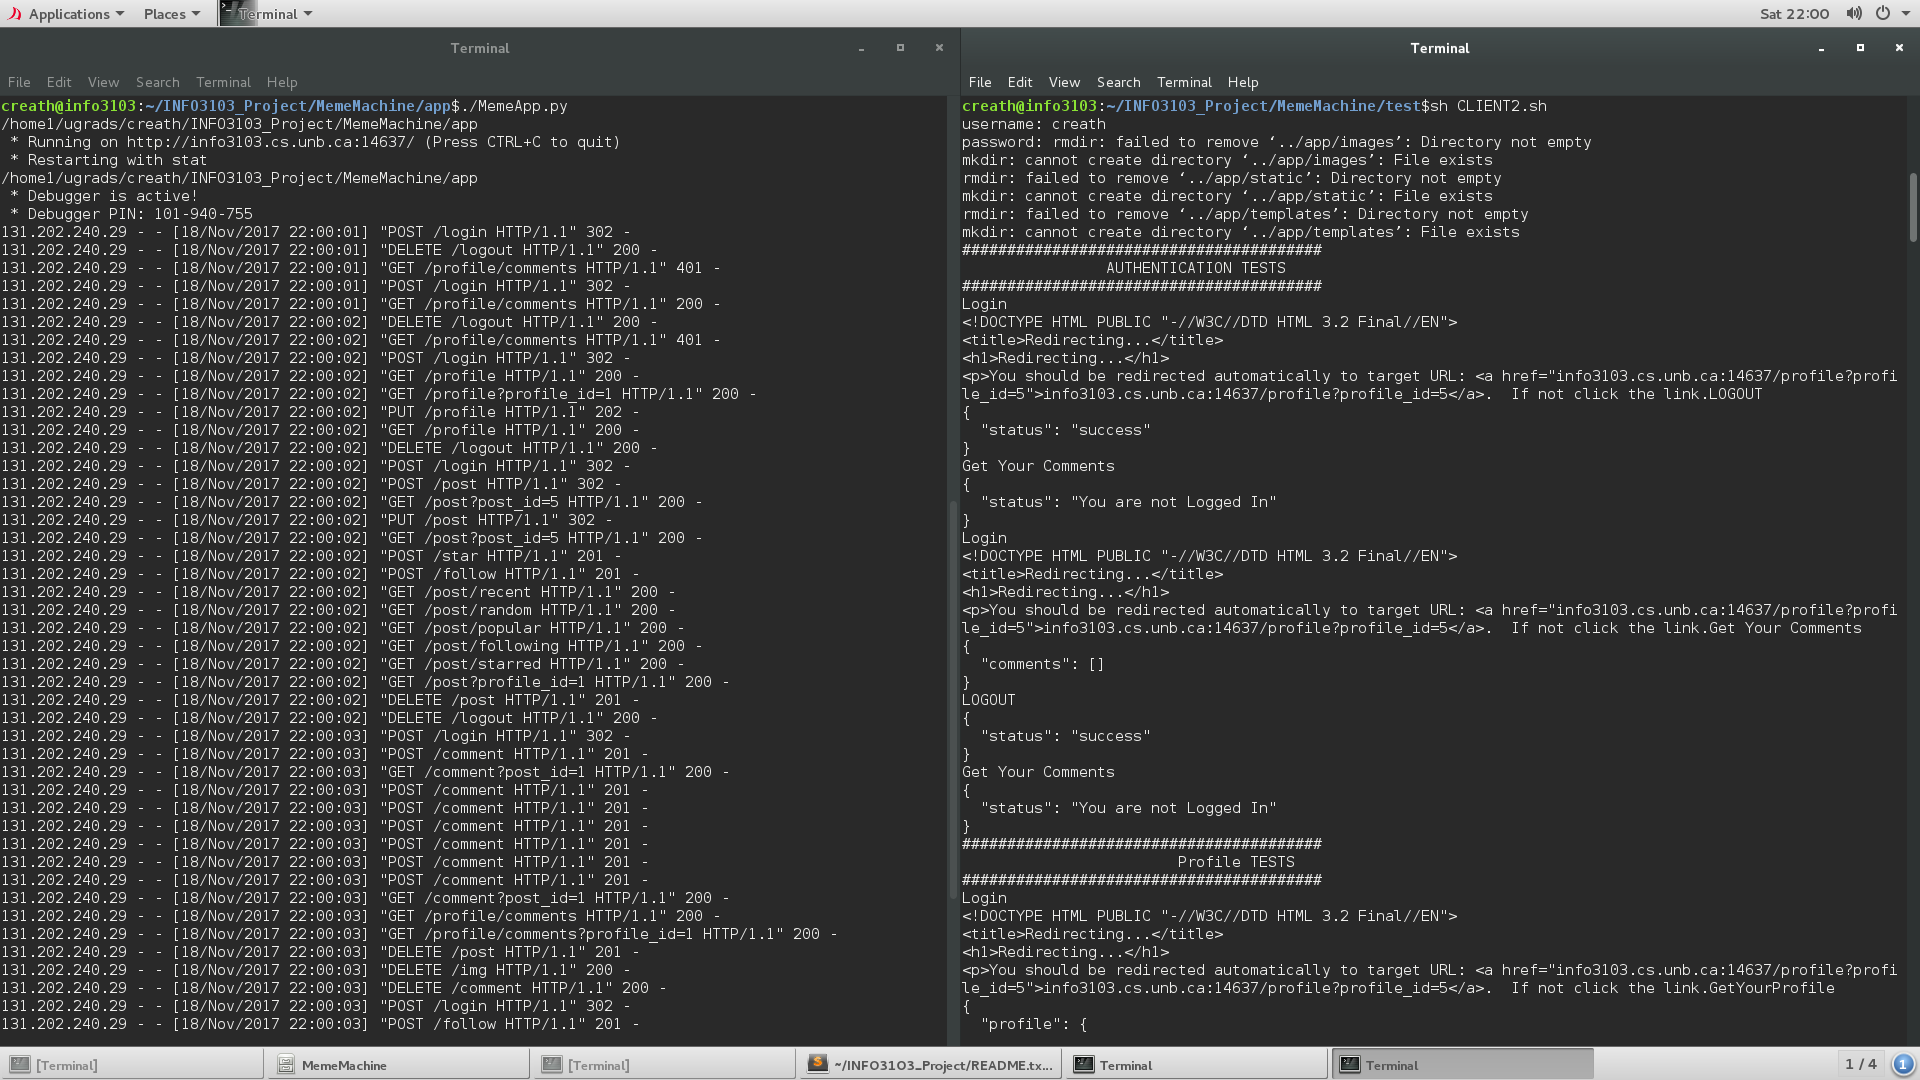 Applications Places Terminal Sat 22:00
Terminal
File Edit View Search Terminal Help
creath@info3103:~/INFO3103_Project/MemeMachine/app$./MemeApp.py
/home1/ugrads/creath/INFO3103_Project/MemeMachine/app
* Running on http://info3103.cs.unb.ca:14637/ (Press CTRL+C to quit)
* Restarting with stat
/home1/ugrads/creath/INFO3103_Project/MemeMachine/app
* Debugger is active!
* Debugger PIN: 101-940-755
131.202.240.29 - - [18/Nov/2017 22:00:01] "POST /login HTTP/1.1" 302 -
131.202.240.29 - - [18/Nov/2017 22:00:01] "DELETE /logout HTTP/1.1" 200 -
131.202.240.29 - - [18/Nov/2017 22:00:01] "GET /profile/comments HTTP/1.1" 401 -
131.202.240.29 - - [18/Nov/2017 22:00:01] "POST /login HTTP/1.1" 302 -
131.202.240.29 - - [18/Nov/2017 22:00:01] "GET /profile/comments HTTP/1.1" 200 -
131.202.240.29 - - [18/Nov/2017 22:00:02] "DELETE /logout HTTP/1.1" 200 -
131.202.240.29 - - [18/Nov/2017 22:00:02] "GET /profile/comments HTTP/1.1" 401 -
131.202.240.29 - - [18/Nov/2017 22:00:02] "POST /login HTTP/1.1" 302 -
131.202.240.29 - - [18/Nov/2017 22:00:02] "GET /profile HTTP/1.1" 200 -
131.202.240.29 - - [18/Nov/2017 22:00:02] "GET /profile?profile_id=1 HTTP/1.1" 200 -
131.202.240.29 - - [18/Nov/2017 22:00:02] "PUT /profile HTTP/1.1" 202 -
131.202.240.29 - - [18/Nov/2017 22:00:02] "GET /profile HTTP/1.1" 200 -
131.202.240.29 - - [18/Nov/2017 22:00:02] "DELETE /logout HTTP/1.1" 200 -
131.202.240.29 - - [18/Nov/2017 22:00:02] "POST /login HTTP/1.1" 302 -
131.202.240.29 - - [18/Nov/2017 22:00:02] "POST /post HTTP/1.1" 302 -
131.202.240.29 - - [18/Nov/2017 22:00:02] "GET /post?post_id=5 HTTP/1.1" 200 -
131.202.240.29 - - [18/Nov/2017 22:00:02] "PUT /post HTTP/1.1" 302 -
131.202.240.29 - - [18/Nov/2017 22:00:02] "GET /post?post_id=5 HTTP/1.1" 200 -
131.202.240.29 - - [18/Nov/2017 22:00:02] "POST /star HTTP/1.1" 201 -
131.202.240.29 - - [18/Nov/2017 22:00:02] "POST /follow HTTP/1.1" 201 -
131.202.240.29 - - [18/Nov/2017 22:00:02] "GET /post/recent HTTP/1.1" 200 -
131.202.240.29 - - [18/Nov/2017 22:00:02] "GET /post/random HTTP/1.1" 200 -
131.202.240.29 - - [18/Nov/2017 22:00:02] "GET /post/popular HTTP/1.1" 200 -
131.202.240.29 - - [18/Nov/2017 22:00:02] "GET /post/following HTTP/1.1" 200 -
131.202.240.29 - - [18/Nov/2017 22:00:02] "GET /post/starred HTTP/1.1" 200 -
131.202.240.29 - - [18/Nov/2017 22:00:02] "GET /post?profile_id=1 HTTP/1.1" 200 -
131.202.240.29 - - [18/Nov/2017 22:00:02] "DELETE /post HTTP/1.1" 201 -
131.202.240.29 - - [18/Nov/2017 22:00:02] "DELETE /logout HTTP/1.1" 200 -
131.202.240.29 - - [18/Nov/2017 22:00:03] "POST /login HTTP/1.1" 302 -
131.202.240.29 - - [18/Nov/2017 22:00:03] "POST /comment HTTP/1.1" 201 -
131.202.240.29 - - [18/Nov/2017 22:00:03] "GET /comment?post_id=1 HTTP/1.1" 200 -
131.202.240.29 - - [18/Nov/2017 22:00:03] "POST /comment HTTP/1.1" 201 -
131.202.240.29 - - [18/Nov/2017 22:00:03] "POST /comment HTTP/1.1" 201 -
131.202.240.29 - - [18/Nov/2017 22:00:03] "POST /comment HTTP/1.1" 201 -
131.202.240.29 - - [18/Nov/2017 22:00:03] "POST /comment HTTP/1.1" 201 -
131.202.240.29 - - [18/Nov/2017 22:00:03] "POST /comment HTTP/1.1" 201 -
131.202.240.29 - - [18/Nov/2017 22:00:03] "POST /comment HTTP/1.1" 201 -
131.202.240.29 - - [18/Nov/2017 22:00:03] "GET /comment?post_id=1 HTTP/1.1" 200 -
131.202.240.29 - - [18/Nov/2017 22:00:03] "GET /profile/comments HTTP/1.1" 200 -
131.202.240.29 - - [18/Nov/2017 22:00:03] "GET /profile/comments?profile_id=1 HTTP/1.1" 200 -
131.202.240.29 - - [18/Nov/2017 22:00:03] "DELETE /post HTTP/1.1" 201 -
131.202.240.29 - - [18/Nov/2017 22:00:03] "DELETE /img HTTP/1.1" 200 -
131.202.240.29 - - [18/Nov/2017 22:00:03] "DELETE /comment HTTP/1.1" 200 -
131.202.240.29 - - [18/Nov/2017 22:00:03] "POST /login HTTP/1.1" 302 -
131.202.240.29 - - [18/Nov/2017 22:00:03] "POST /follow HTTP/1.1" 201 -
Terminal
File Edit View Search Terminal Help
creath@info3103:~/INFO3103_Project/MemeMachine/test$sh CLIENT2.sh
username: creath
password: rmdir: failed to remove ‘../app/images’: Directory not empty
mkdir: cannot create directory ‘../app/images’: File exists
rmdir: failed to remove ‘../app/static’: Directory not empty
mkdir: cannot create directory ‘../app/static’: File exists
rmdir: failed to remove ‘../app/templates’: Directory not empty
mkdir: cannot create directory ‘../app/templates’: File exists
########################################
AUTHENTICATION TESTS
########################################
Login
<!DOCTYPE HTML PUBLIC "-//W3C//DTD HTML 3.2 Final//EN">
<title>Redirecting...</title>
<h1>Redirecting...</h1>
<p>You should be redirected automatically to target URL: <a href="info3103.cs.unb.ca:14637/profile?profi
le_id=5">info3103.cs.unb.ca:14637/profile?profile_id=5</a>.  If not click the link.LOGOUT
{
"status": "success"
}
Get Your Comments
{
"status": "You are not Logged In"
}
Login
<!DOCTYPE HTML PUBLIC "-//W3C//DTD HTML 3.2 Final//EN">
<title>Redirecting...</title>
<h1>Redirecting...</h1>
<p>You should be redirected automatically to target URL: <a href="info3103.cs.unb.ca:14637/profile?profi
le_id=5">info3103.cs.unb.ca:14637/profile?profile_id=5</a>.  If not click the link.Get Your Comments
{
"comments": []
}
LOGOUT
{
"status": "success"
}
Get Your Comments
{
"status": "You are not Logged In"
}
########################################
Profile TESTS
########################################
Login
<!DOCTYPE HTML PUBLIC "-//W3C//DTD HTML 3.2 Final//EN">
<title>Redirecting...</title>
<h1>Redirecting...</h1>
<p>You should be redirected automatically to target URL: <a href="info3103.cs.unb.ca:14637/profile?profi
le_id=5">info3103.cs.unb.ca:14637/profile?profile_id=5</a>.  If not click the link.GetYourProfile
{
"profile": {
[Terminal] MemeMachine [Terminal] ~/INFO3103_Project/README.tx... Terminal Terminal 1 / 4 1